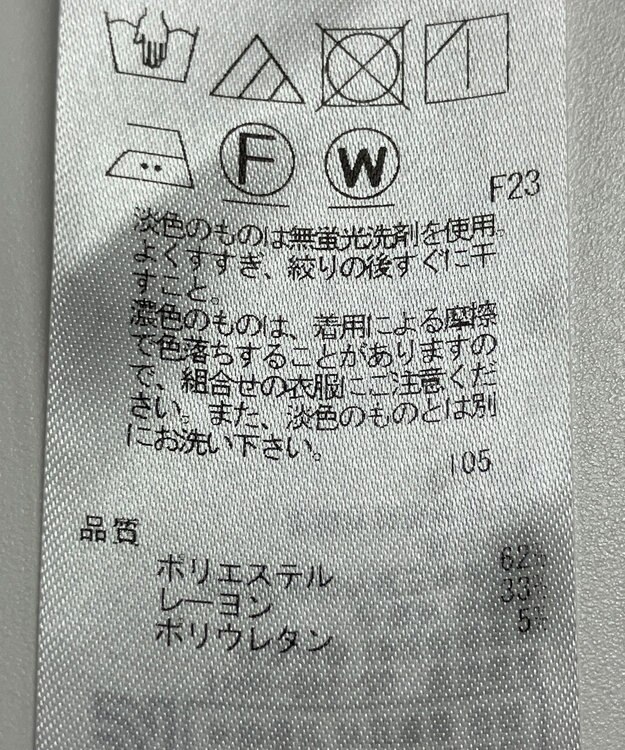 F W
F23
淡色のものは無蛍光洗剤を使用。
よくすすぎ、絞りの後すぐに干
すこと。
濃色のものは、着用による摩擦
で色落ちすることがありますの
で、組合せの衣服にご注意くだ
さい。また、淡色のものとは別
にお洗い下さい。
105
品質
ポリエステル 62%
レーヨン 33%
ポリウレタン 5%